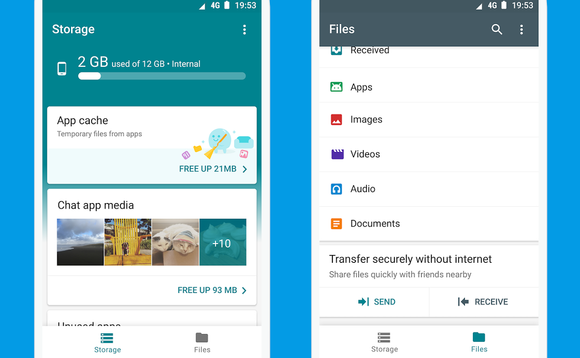 4G 19:53
Storage
2 GB used of 12 GB • Internal
App cache
Temporary files from apps
FREE UP 21MB
Chat app media
+10
FREE UP 93 MB
Unused apps
Storage Files
4G 19:53
Files
Received
Apps
Images
Videos
Audio
Documents
Transfer securely without internet
Share files quickly with friends nearby
SEND RECEIVE
Storage Files